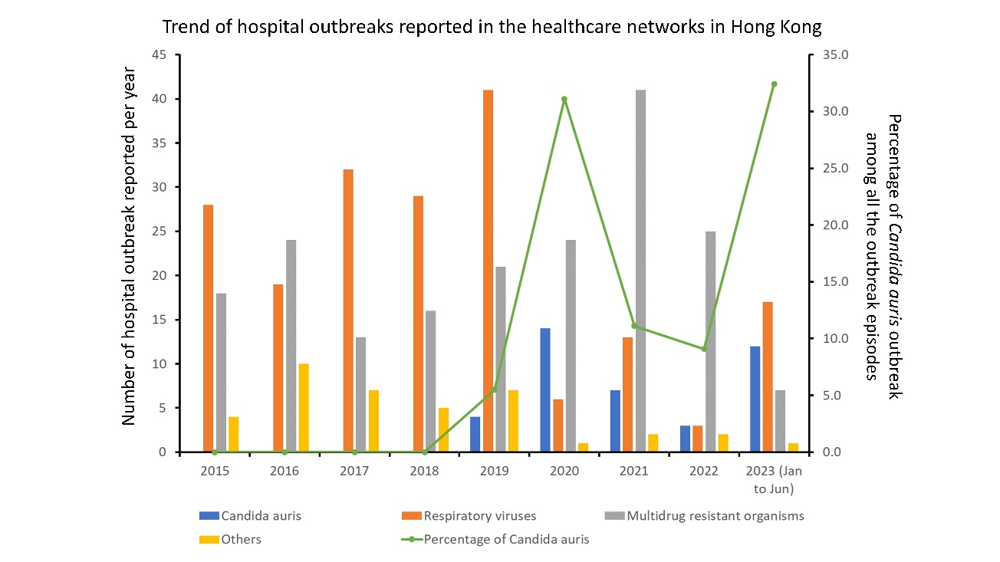 Trend of hospital outbreaks reported in the healthcare networks in Hong Kong
Number of hospital outbreak reported per year
45
40
35
30
25
20
15
10
5
0
35.0
30.0
25.0
20.0
15.0
10.0
5.0
0.0
Percentage of Candida auris outbreak
among all the outbreak episodes
2015 2016 2017 2018 2019 2020 2021 2022 2023 (Jan
to Jun)
Candida auris Respiratory viruses Multidrug resistant organisms
Others Percentage of Candida auris